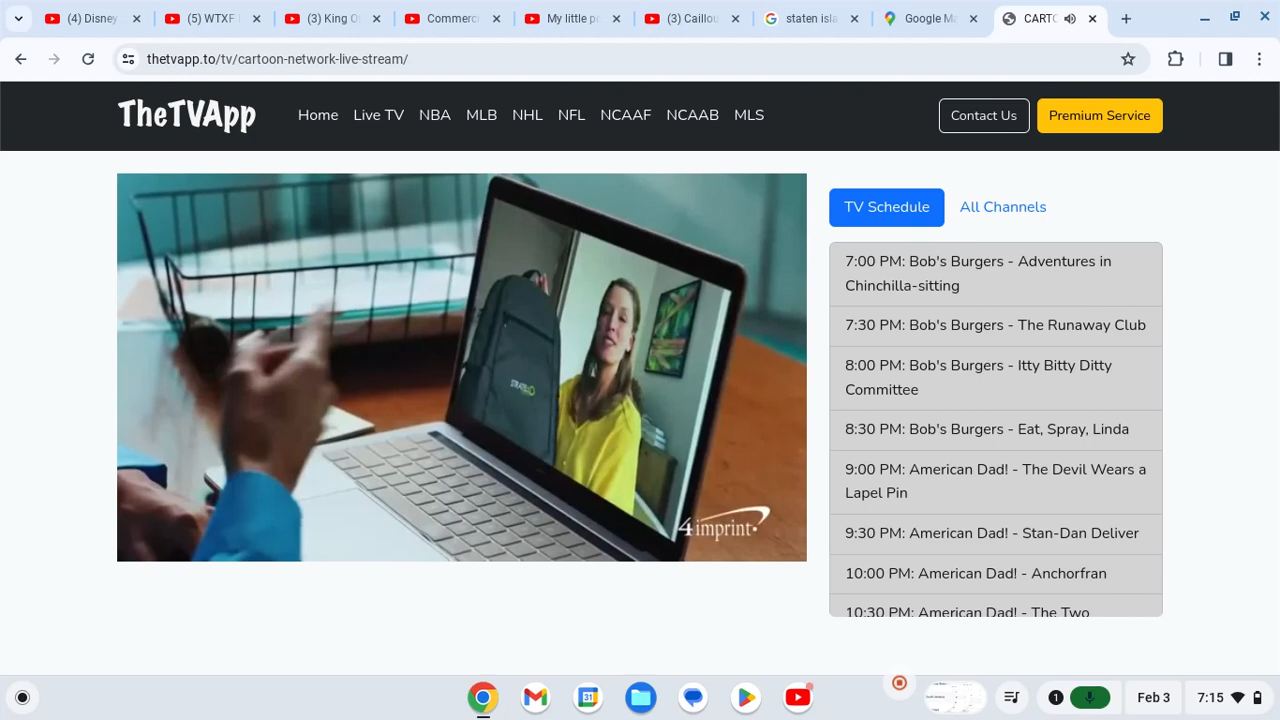 (4) Disney
(5) WTXF
(3) King O
Commerc
My little p
(3) Caillou
staten isla
Google Ma
CARTO
thetvapp.to/tv/cartoon-network-live-stream/
TheTVApp
Home Live TV NBA MLB NHL NFL NCAAF NCAAB MLS
Contact Us
Premium Service
TV Schedule
All Channels
7:00 PM: Bob's Burgers - Adventures in
Chinchilla-sitting
7:30 PM: Bob's Burgers - The Runaway Club
8:00 PM: Bob's Burgers - Itty Bitty Ditty
Committee
8:30 PM: Bob's Burgers - Eat, Spray, Linda
9:00 PM: American Dad! - The Devil Wears a
Lapel Pin
9:30 PM: American Dad! - Stan-Dan Deliver
10:00 PM: American Dad! - Anchorfran
10:30 PM: American Dad! - The Two
4imprint
31
1
Feb 3
7:15